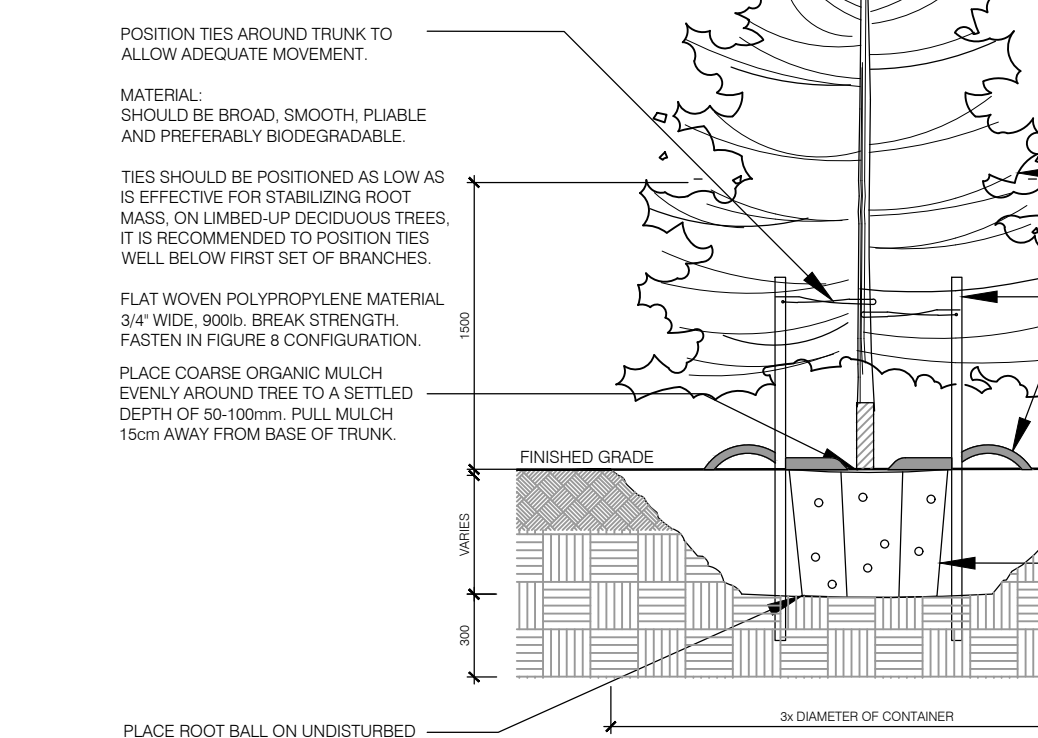 POSITION TIES AROUND TRUNK TO
ALLOW ADEQUATE MOVEMENT.
MATERIAL:
SHOULD BE BROAD, SMOOTH, PLIABLE
AND PREFERABLY BIODEGRADABLE.
TIES SHOULD BE POSITIONED AS LOW AS
IS EFFECTIVE FOR STABILIZING ROOT
MASS, ON LIMBED-UP DECIDUOUS TREES,
IT IS RECOMMENDED TO POSITION TIES
WELL BELOW FIRST SET OF BRANCHES.
FLAT WOVEN POLYPROPYLENE MATERIAL
3/4" WIDE, 900lb. BREAK STRENGTH.
FASTEN IN FIGURE 8 CONFIGURATION.
PLACE COARSE ORGANIC MULCH
EVENLY AROUND TREE TO A SETTLED
DEPTH OF 50-100mm. PULL MULCH
15cm AWAY FROM BASE OF TRUNK.
1500
FINISHED GRADE
VARIES
300
3x DIAMETER OF CONTAINER
PLACE ROOT BALL ON UNDISTURBED